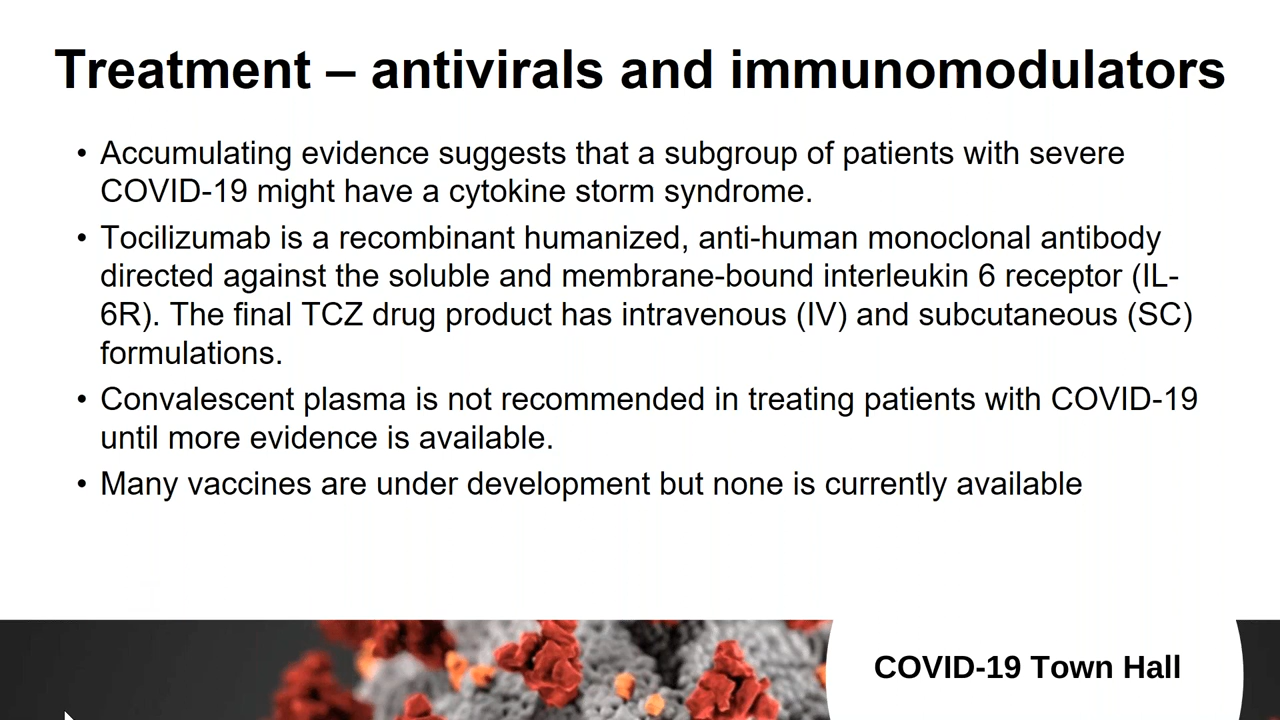 Treatment – antivirals and immunomodulators
• Accumulating evidence suggests that a subgroup of patients with severe
COVID-19 might have a cytokine storm syndrome.
• Tocilizumab is a recombinant humanized, anti-human monoclonal antibody
directed against the soluble and membrane-bound interleukin 6 receptor (IL-
6R). The final TCZ drug product has intravenous (IV) and subcutaneous (SC)
formulations.
• Convalescent plasma is not recommended in treating patients with COVID-19
until more evidence is available.
• Many vaccines are under development but none is currently available
COVID-19 Town Hall